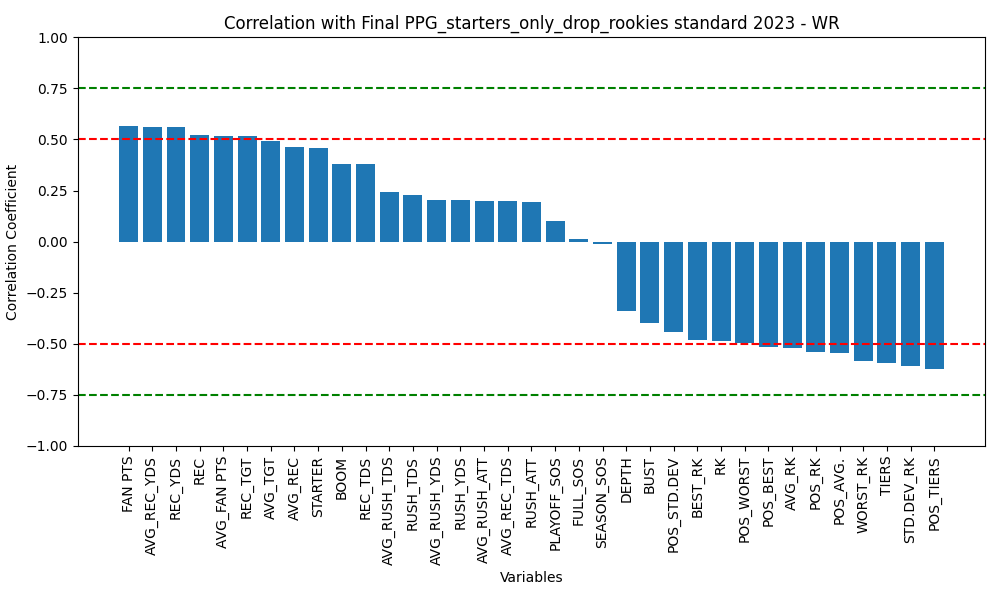 Correlation with Final PPG_starters_only_drop_rookies standard 2023 - WR
Correlation Coefficient
1.00
0.75
0.50
0.25
0.00
−0.25
−0.50
−0.75
−1.00
FAN PTS
AVG_REC_YDS
REC_YDS
REC
AVG_FAN PTS
REC_TGT
AVG_TGT
AVG_REC
STARTER
BOOM
REC_TDS
AVG_RUSH_TDS
RUSH_TDS
AVG_RUSH_YDS
RUSH_YDS
AVG_RUSH_ATT
AVG_REC_TDS
RUSH_ATT
PLAYOFF_SOS
FULL_SOS
SEASON_SOS
DEPTH
BUST
POS_STD.DEV
BEST_RK
RK
POS_WORST
POS_BEST
AVG_RK
POS_RK
POS_AVG.
WORST_RK
TIERS
STD.DEV_RK
POS_TIERS
Variables